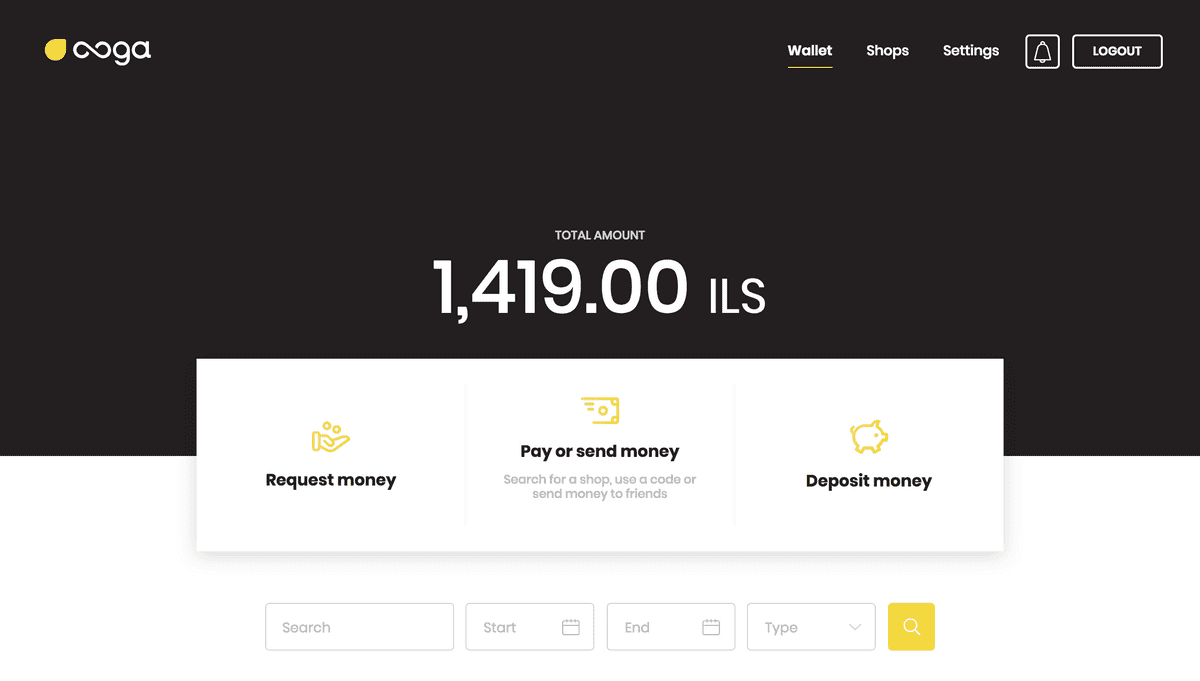 ooga
Wallet
Shops
Settings
LOGOUT
TOTAL AMOUNT
1,419.00 ILS
Request money
Pay or send money
Search for a shop, use a code or
send money to friends
Deposit money
Search
Start
End
Type